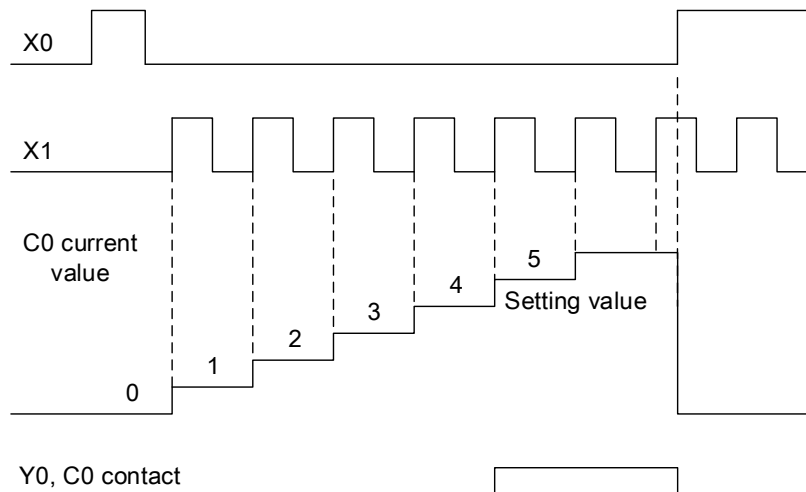 X0
X1
C0 current
value
5
4
Setting value
3
2
1
0
Y0, C0 contact